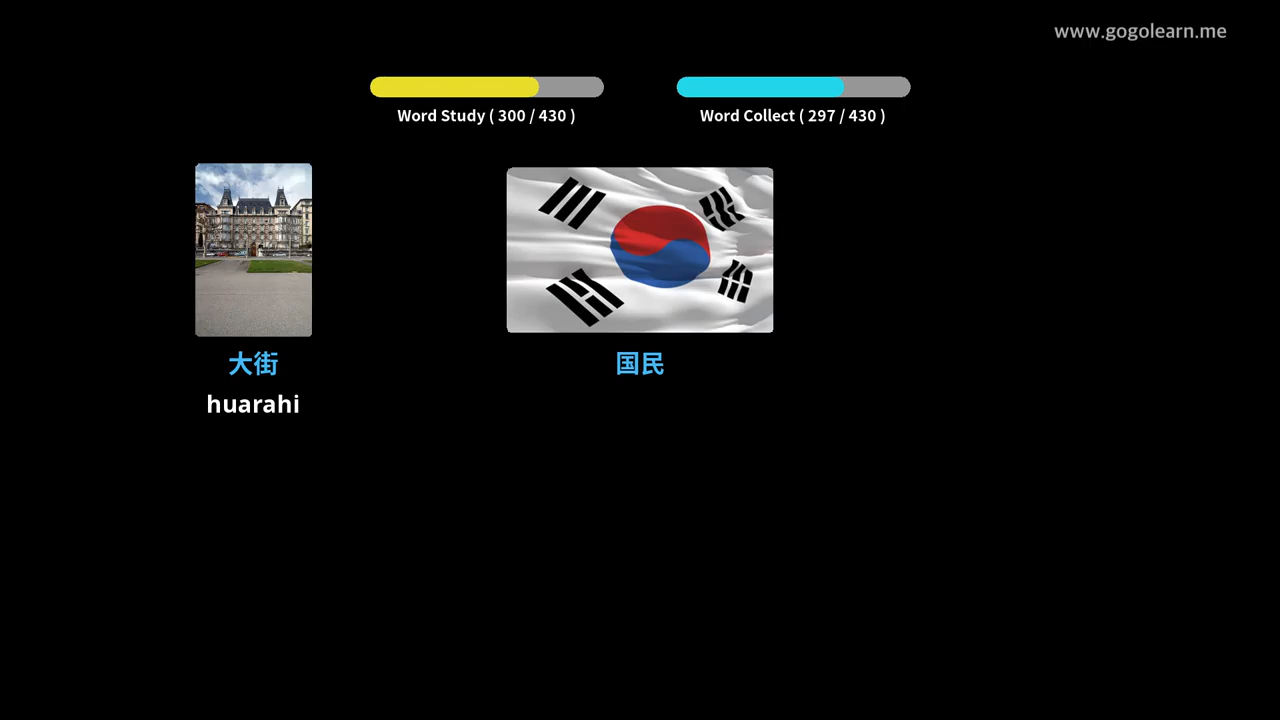 www.gogolearn.me
Word Study ( 300 / 430 )
Word Collect ( 297 / 430 )
大街
huarahi
国民